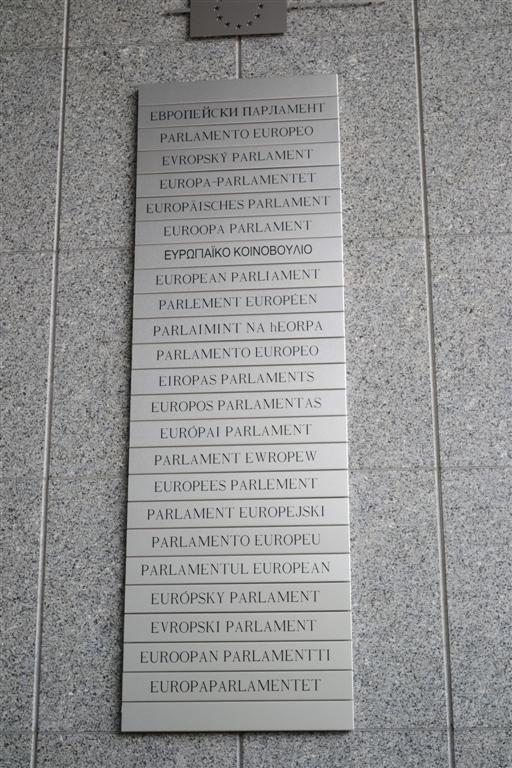 ЕВРОПЕЙСКИ ПАРЛАМЕНТ
PARLAMENTO EUROPEO
EVROPSKÝ PARLAMENT
EUROPA-PARLAMENTET
EUROPÄISCHES PARLAMENT
EUROOPA PARLAMENT
ΕΥΡΩΠΑΪΚΟ ΚΟΙΝΟΒΟΥΛΙΟ
EUROPEAN PARLIAMENT
PARLEMENT EUROPÉEN
PARLAIMINT NA hEORPA
PARLAMENTO EUROPEO
EIROPAS PARLAMENTS
EUROPOS PARLAMENTAS
EURÓPAI PARLAMENT
PARLAMENT EWROPEW
EUROPEES PARLEMENT
PARLAMENT EUROPEJSKI
PARLAMENTO EUROPEU
PARLAMENTUL EUROPEAN
EURÓPSKY PARLAMENT
EVROPSKI PARLAMENT
EUROOPAN PARLAMENTTI
EUROPAPARLAMENTET